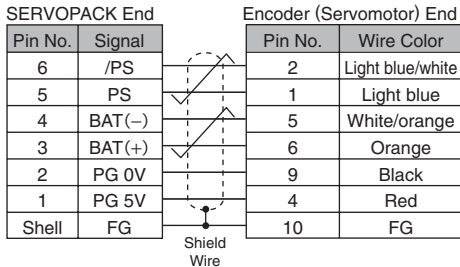 SERVOPACK End Encoder (Servomotor) End
Pin No. Signal Pin No. Wire Color
6 /PS 2 Light blue/white
5 PS 1 Light blue
4 BAT(−) 5 White/orange
3 BAT(+) 6 Orange
2 PG 0V 9 Black
1 PG 5V 4 Red
Shell FG 10 FG
Shield
Wire